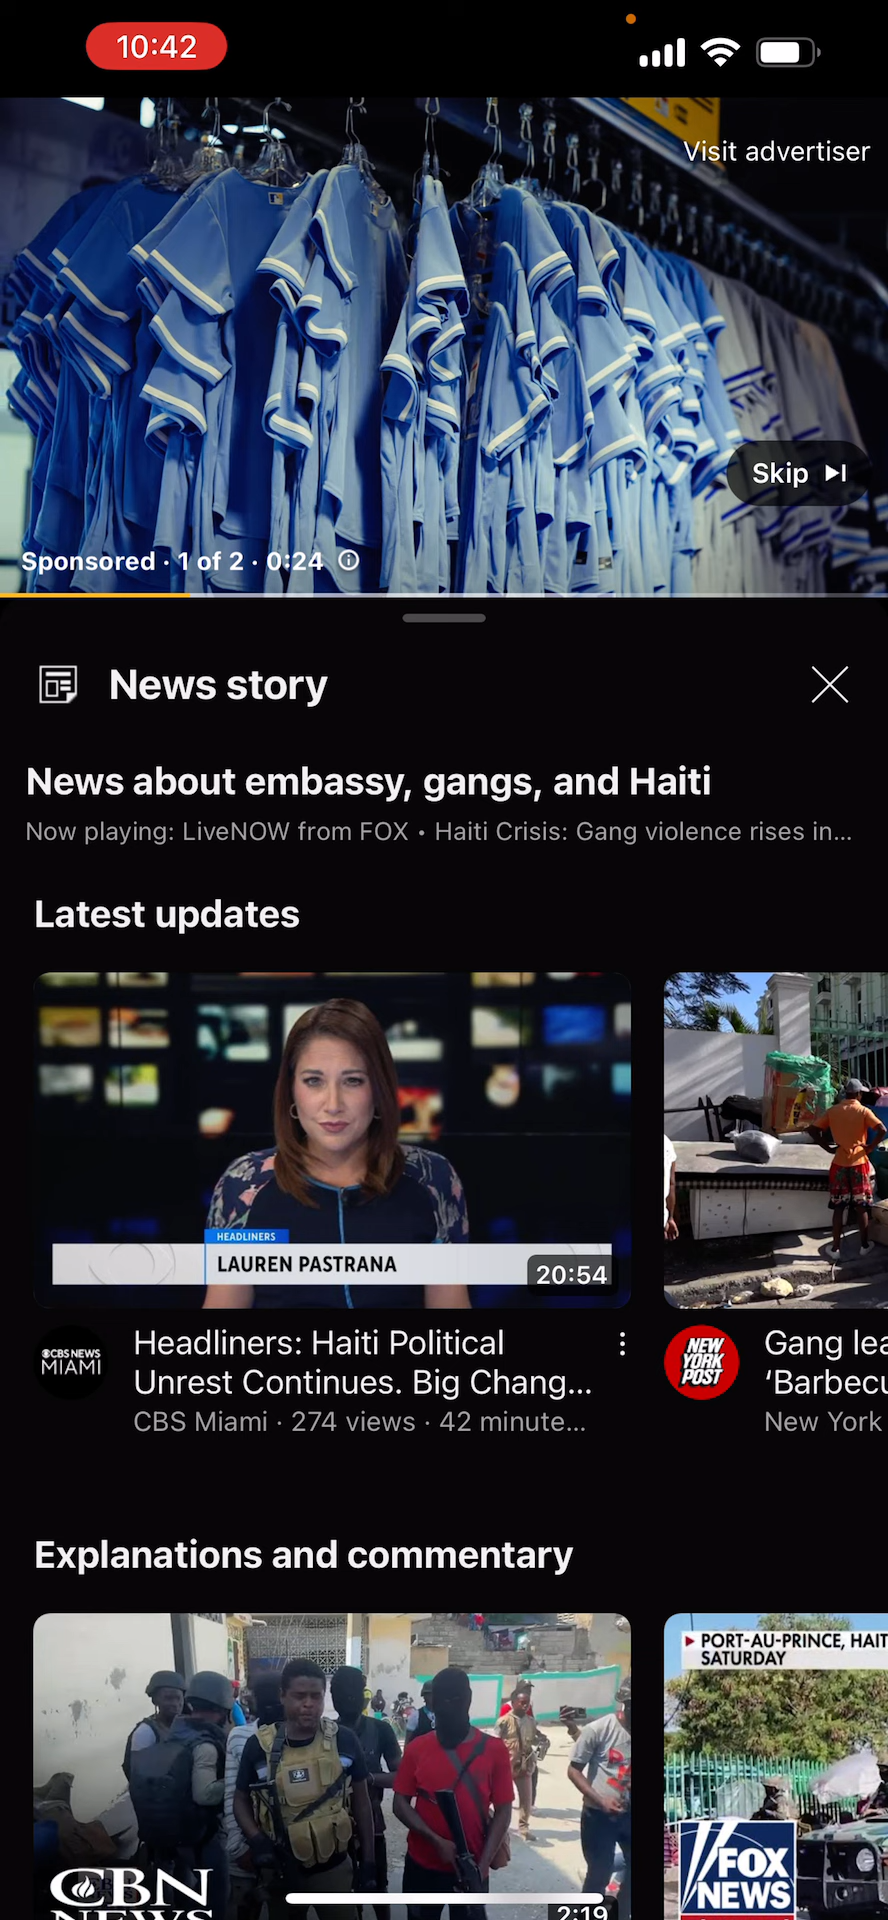 10:42
Visit advertiser
Skip
Sponsored · 1 of 2 · 0:24
News story
News about embassy, gangs, and Haiti
Now playing: LiveNOW from FOX • Haiti Crisis: Gang violence rises in...
Latest updates
HEADLINERS
LAUREN PASTRANA
20:54
CBS NEWS
MIAMI
Headliners: Haiti Political
Unrest Continues. Big Chang...
CBS Miami · 274 views · 42 minute...
NEW
YORK
POST
Gang lea
'Barbecu
New York
Explanations and commentary
CBN
NEWS
2:19
PORT-AU-PRINCE, HAIT
SATURDAY
FOX
NEWS